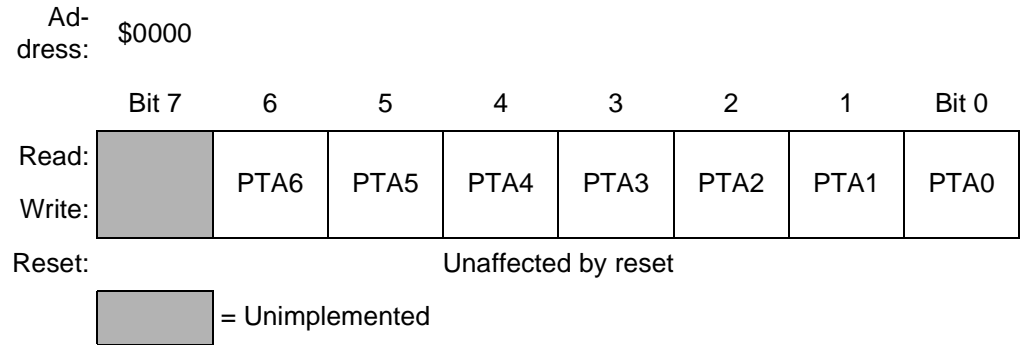 Ad-
dress: $0000
Bit 7 6 5 4 3 2 1 Bit 0
Read:
PTA6 PTA5 PTA4 PTA3 PTA2 PTA1 PTA0
Write:
Reset: Unaffected by reset
= Unimplemented